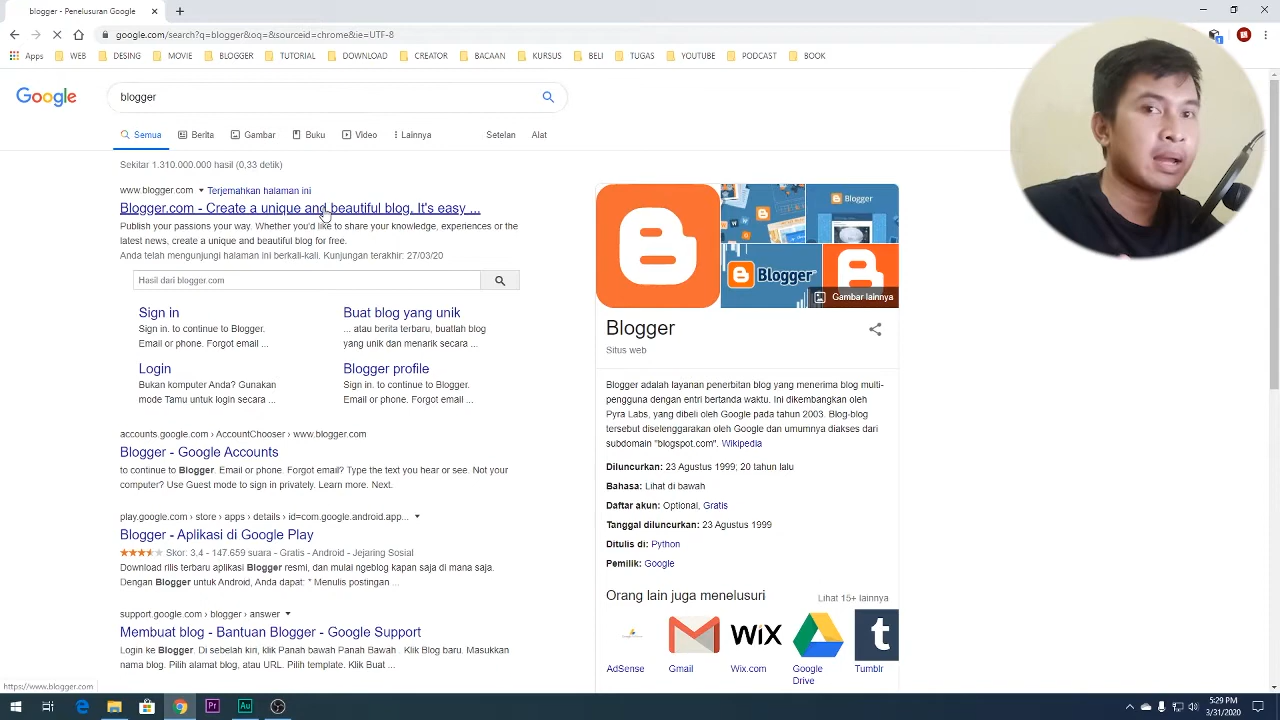 blogger - Penelusuran Google
google.com/search?q=blogger&oq=&sourceid=chrome&ie=UTF-8
Apps WEB DESING MOVIE BLOGGER TUTORIAL DOWNLOAD CREATOR BACAAN KURSUS BELI TUGAS YOUTUBE PODCAST BOOK
Google
blogger
Semua Berita Gambar Buku Video Lainnya Setelan Alat
Sekitar 1.310.000.000 hasil (0,33 detik)
www.blogger.com Terjemahkan halaman ini
Blogger.com - Create a unique and beautiful blog. It's easy ...
Publish your passions your way. Whether you'd like to share your knowledge, experiences or the
latest news, create a unique and beautiful blog for free.
Anda telah mengunjungi halaman ini berkali-kali. Kunjungan terakhir: 27/03/20
Hasil dari blogger.com
Sign in
Sign in. to continue to Blogger.
Email or phone. Forgot email ...
Buat blog yang unik
... atau berita terbaru, buatlah blog
yang unik dan menarik secara ...
Login
Bukan komputer Anda? Gunakan
mode Tamu untuk login secara ...
Blogger profile
Sign in. to continue to Blogger.
Email or phone. Forgot email ...
accounts.google.com › AccountChooser › www.blogger.com
Blogger - Google Accounts
to continue to Blogger. Email or phone. Forgot email? Type the text you hear or see. Not your
computer? Use Guest mode to sign in privately. Learn more. Next.
play.google.com › store › apps › details › id=com.google.android.app...
Blogger - Aplikasi di Google Play
Skor: 3,4 - 147.659 suara - Gratis - Android - Jejaring Sosial
Download rilis terbaru aplikasi Blogger resmi, dan mulai ngeblog kapan saja di mana saja.
Dengan Blogger untuk Android, Anda dapat: * Menulis postingan ...
support.google.com › blogger › answer
Membuat blog - Bantuan Blogger - Google Support
Login ke Blogger. Di sebelah kiri, klik Panah bawah Panah Bawah . Klik Blog baru. Masukkan
nama blog. Pilih alamat blog, atau URL. Pilih template. Klik Buat ...
Blogger
Blogger
Gambar lainnya
Blogger
Situs web
Blogger adalah layanan penerbitan blog yang menerima blog multi-
pengguna dengan entri bertanda waktu. Ini dikembangkan oleh
Pyra Labs, yang dibeli oleh Google pada tahun 2003. Blog-blog
tersebut diselenggarakan oleh Google dan umumnya diakses dari
subdomain "blogspot.com". Wikipedia
Diluncurkan: 23 Agustus 1999; 20 tahun lalu
Bahasa: Lihat di bawah
Daftar akun: Optional, Gratis
Tanggal diluncurkan: 23 Agustus 1999
Ditulis di: Python
Pemilik: Google
Orang lain juga menelusuri
Lihat 15+ lainnya
WIX
t
AdSense Gmail Wix.com Google Drive Tumblr
https://www.blogger.com
Pr
Au
5:29 PM
3/31/2020